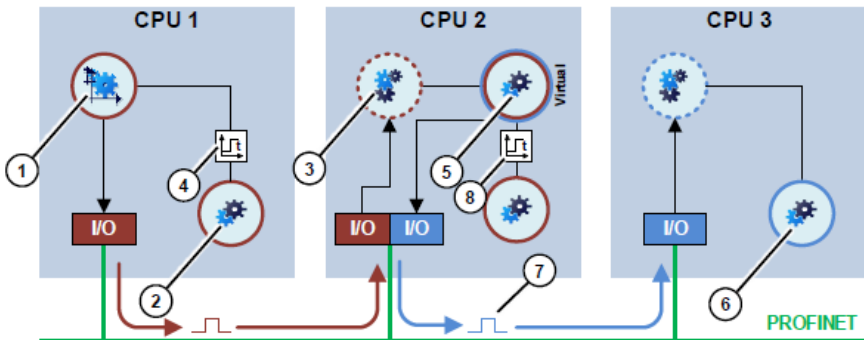 CPU 1
CPU 2
CPU 3
Virtual
1
4
3
5
8
t
t
I/O
I/O
I/O
I/O
2
7
6
PROFINET